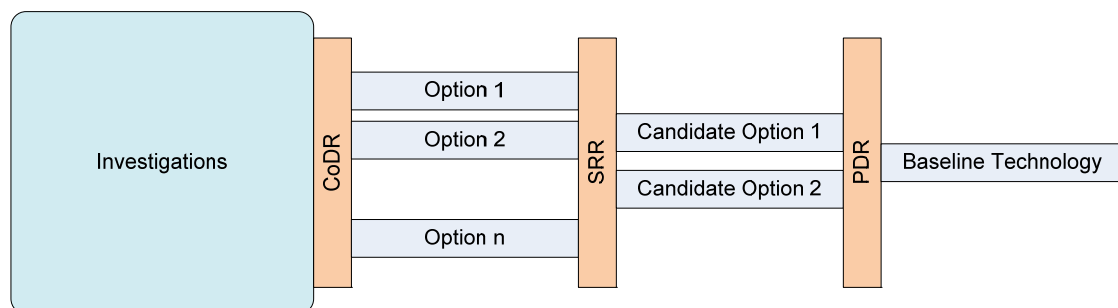 Investigations
CoDR
Option 1
Option 2
Option n
SRR
Candidate Option 1
Candidate Option 2
PDR
Baseline Technology